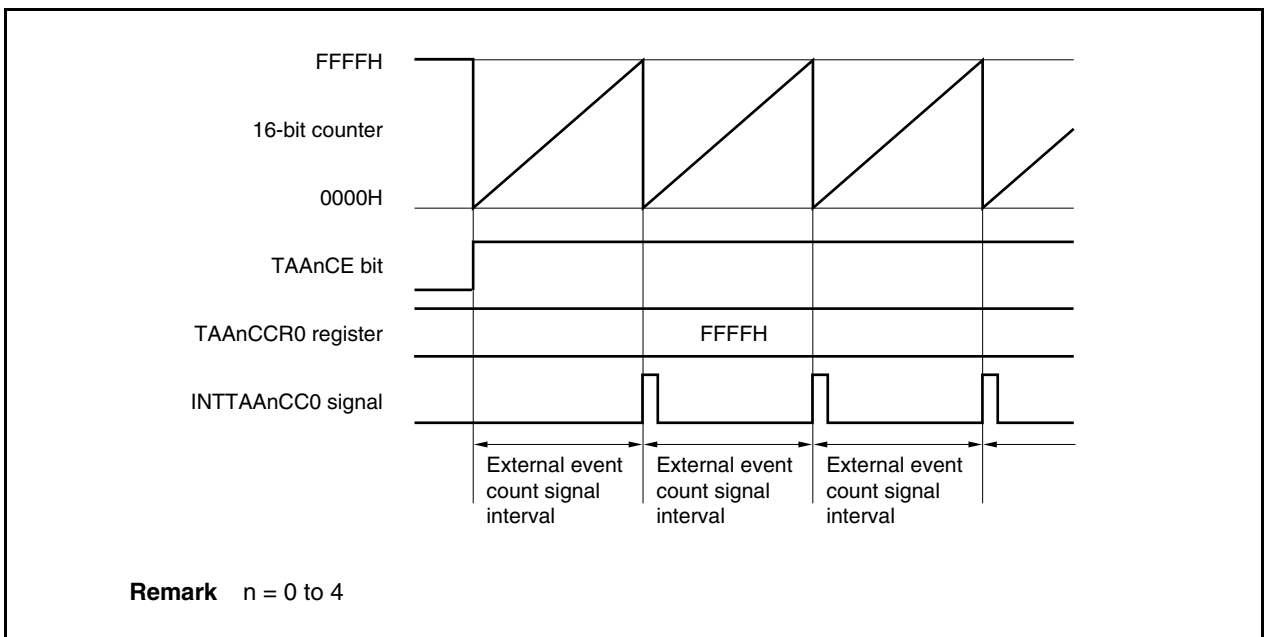 FFFFH
16-bit counter
0000H
TAAnCE bit
TAAnCCR0 register
FFFFH
INTTAAnCC0 signal
External event
count signal
interval
External event
count signal
interval
External event
count signal
interval
Remark n = 0 to 4